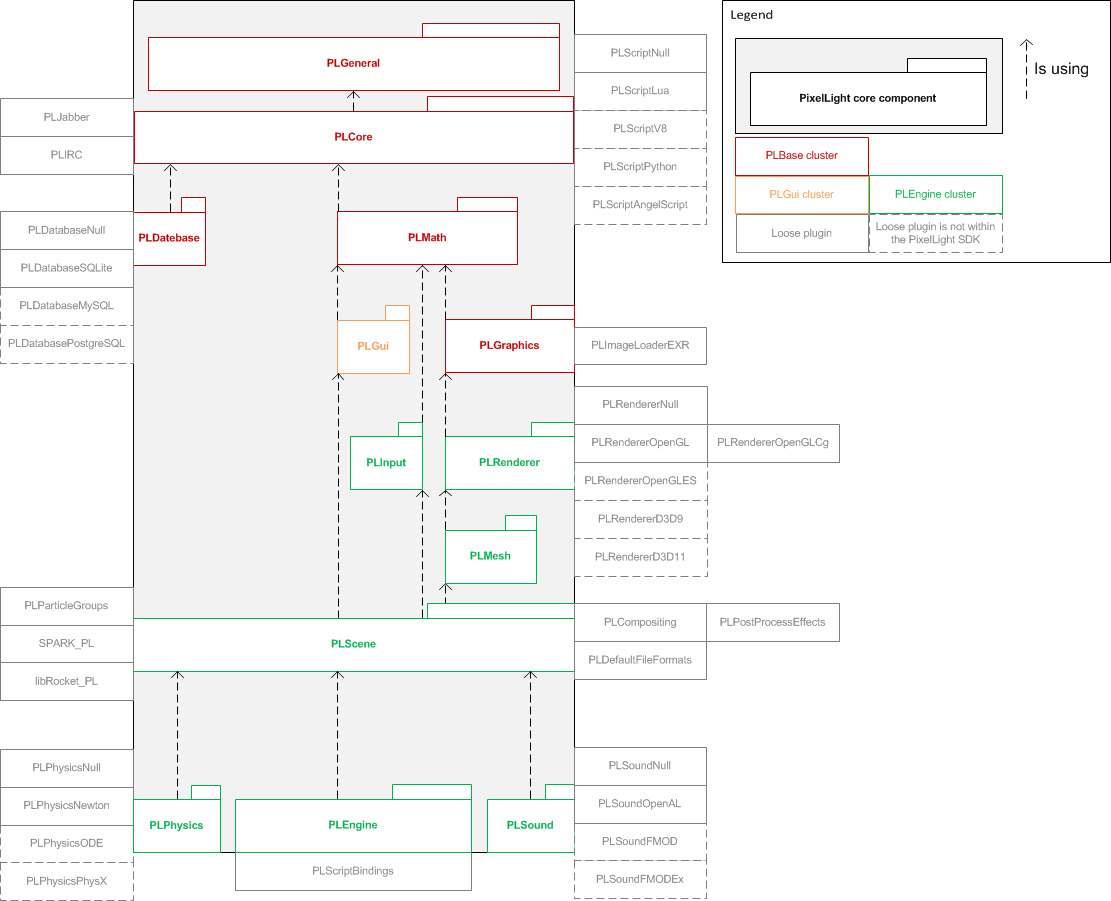 Legend
PLGeneral
PLScriptNull
Is using
PLScriptLua
PixelLight core component
PLJabber
PLCore
PLScriptV8
PLIRC
PLScriptPython
PLBase cluster
PLScriptAngelScript
PLGui cluster
PLEngine cluster
PLDatabaseNull
PLDatebase
PLMath
Loose plugin
Loose plugin is not within
the PixelLight SDK
PLDatabaseSQLite
PLDatabaseMySQL
PLDatabasePostgreSQL
PLGui
PLGraphics
PLImageLoaderEXR
PLRendererNull
PLInput
PLRenderer
PLRendererOpenGL
PLRendererOpenGLCg
PLRendererOpenGLES
PLRendererD3D9
PLMesh
PLRendererD3D11
PLParticleGroups
PLCompositing
PLPostProcessEffects
SPARK_PL
PLScene
PLDefaultFileFormats
libRocket_PL
PLPhysicsNull
PLSoundNull
PLPhysicsNewton
PLSoundOpenAL
PLPhysics
PLEngine
PLSound
PLPhysicsODE
PLSoundFMOD
PLScriptBindings
PLPhysicsPhysX
PLSoundFMODEx